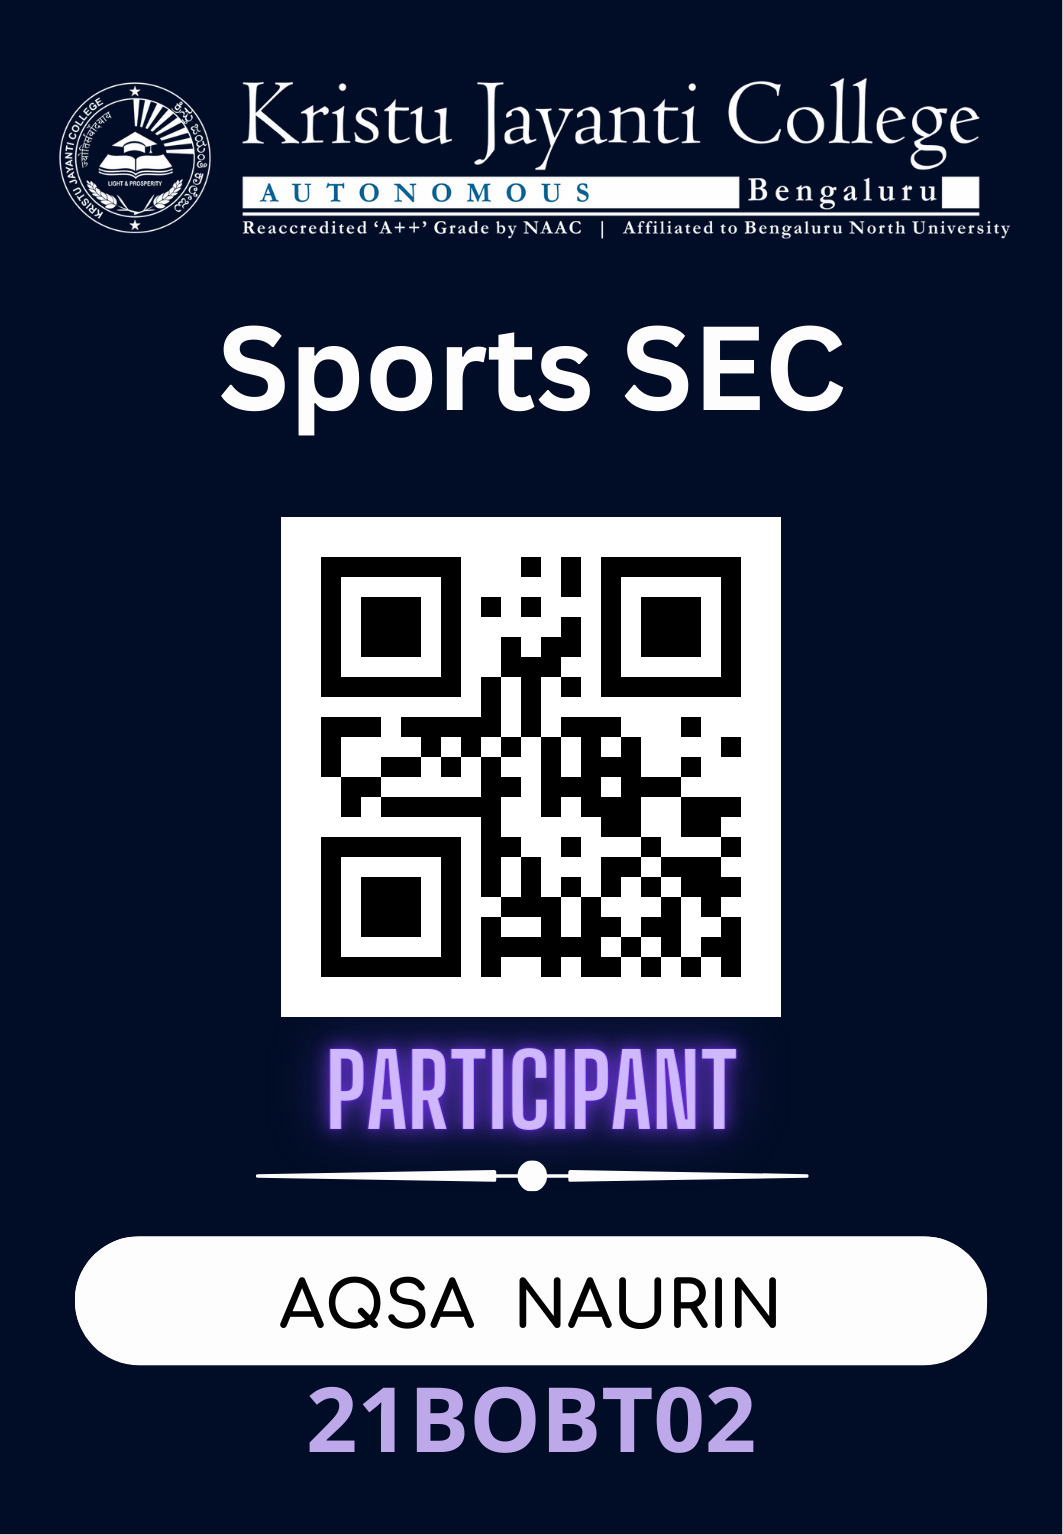 KRISTU JAYANTI COLLEGE
LIGHT & PROSPERITY
Kristu Jayanti College
AUTONOMOUS Bengaluru
Reaccredited ‘A++’ Grade by NAAC | Affiliated to Bengaluru North University
Sports SEC
PARTICIPANT
AQSA NAURIN
21BOBT02